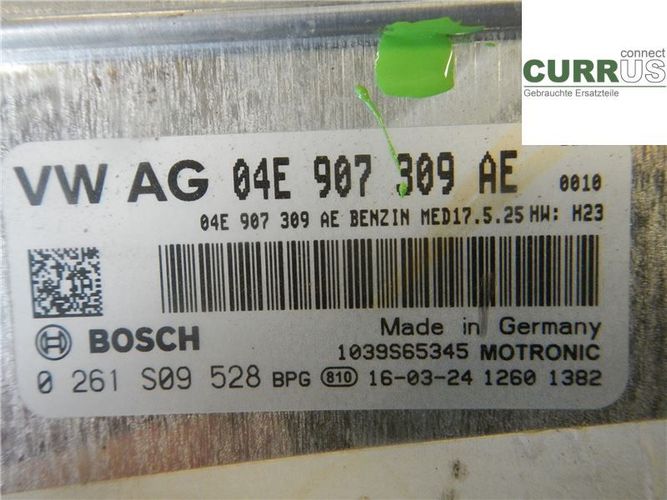 connect
CURRUS
Gebrauchte Ersatzteile
VW AG 04E 907 309 AE 0010
04E 907 309 AE BENZIN MED17.5.25 HW: H23
Made in Germany
BOSCH 1039S65345 MOTRONIC
0 261 S09 528 BPG 810 16-03-24 1260 1382